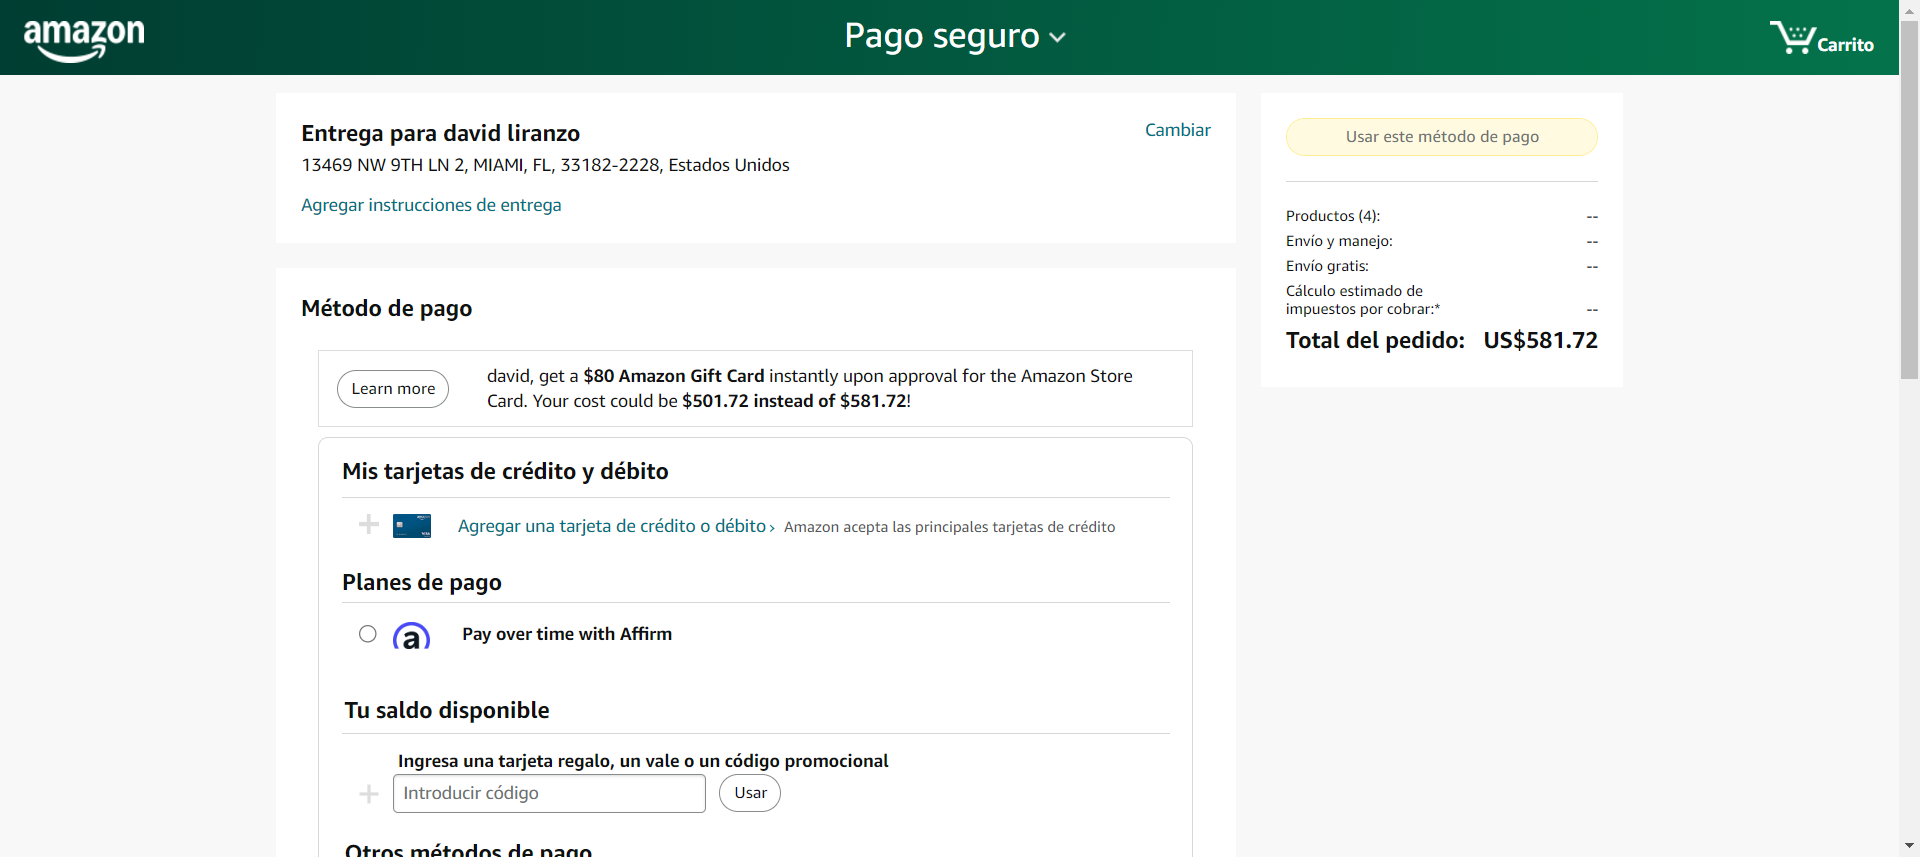 amazon
Pago seguro
Carrito
Entrega para david liranzo
Cambiar
13469 NW 9TH LN 2, MIAMI, FL, 33182-2228, Estados Unidos
Agregar instrucciones de entrega
Usar este método de pago
Productos (4): --
Envío y manejo: --
Envío gratis: --
Cálculo estimado de
impuestos por cobrar:* --
Total del pedido: US$581.72
Método de pago
Learn more
david, get a $80 Amazon Gift Card instantly upon approval for the Amazon Store
Card. Your cost could be $501.72 instead of $581.72!
Mis tarjetas de crédito y débito
Agregar una tarjeta de crédito o débito › Amazon acepta las principales tarjetas de crédito
Planes de pago
a Pay over time with Affirm
Tu saldo disponible
Ingresa una tarjeta regalo, un vale o un código promocional
Introducir código
Usar
Otros métodos de pago